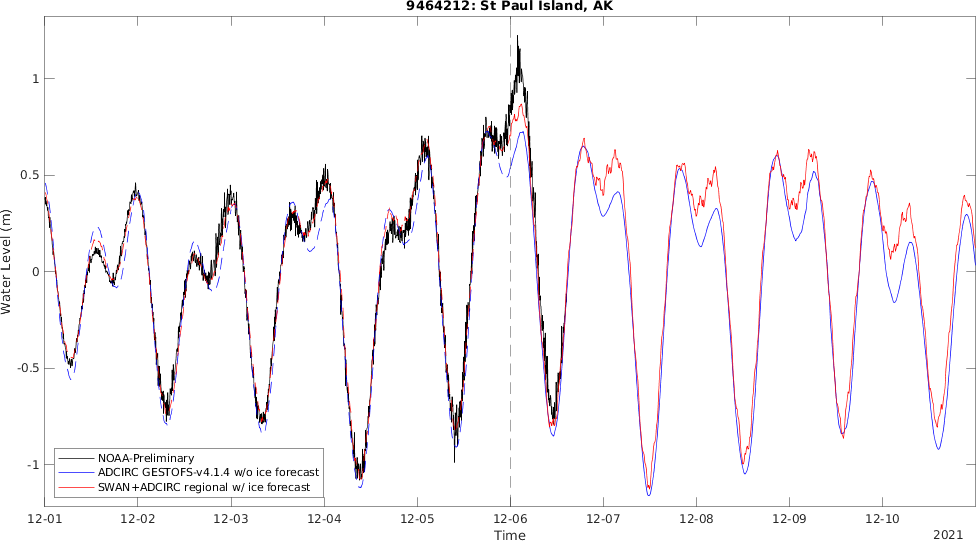 9464212: St Paul Island, AK
Water Level (m)
1
0.5
0
-0.5
-1
NOAA-Preliminary
ADCIRC GESTOFS-v4.1.4 w/o ice forecast
SWAN+ADCIRC regional w/ ice forecast
12-01 12-02 12-03 12-04 12-05 12-06 12-07 12-08 12-09 12-10
Time
2021